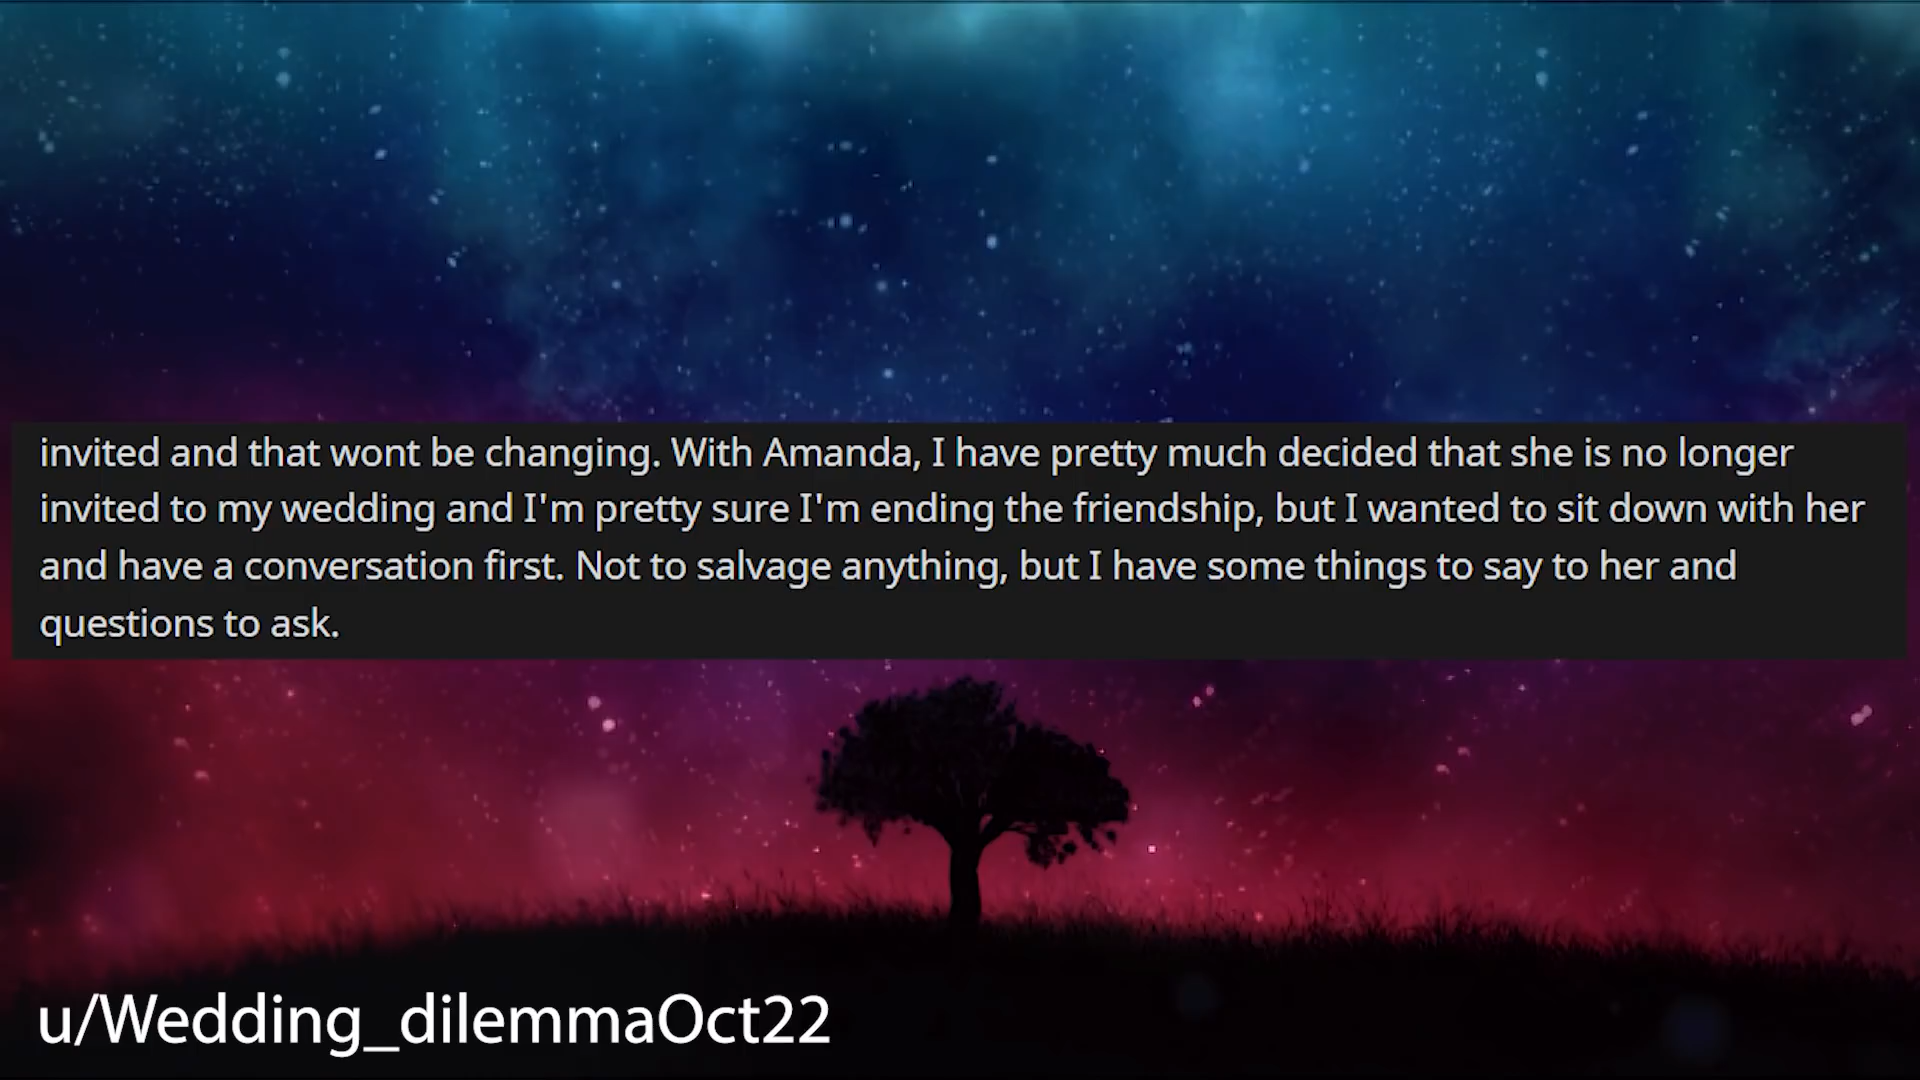 invited and that wont be changing. With Amanda, I have pretty much decided that she is no longer
invited to my wedding and I'm pretty sure I'm ending the friendship, but I wanted to sit down with her
and have a conversation first. Not to salvage anything, but I have some things to say to her and
questions to ask.
u/Wedding_dilemmaOct22